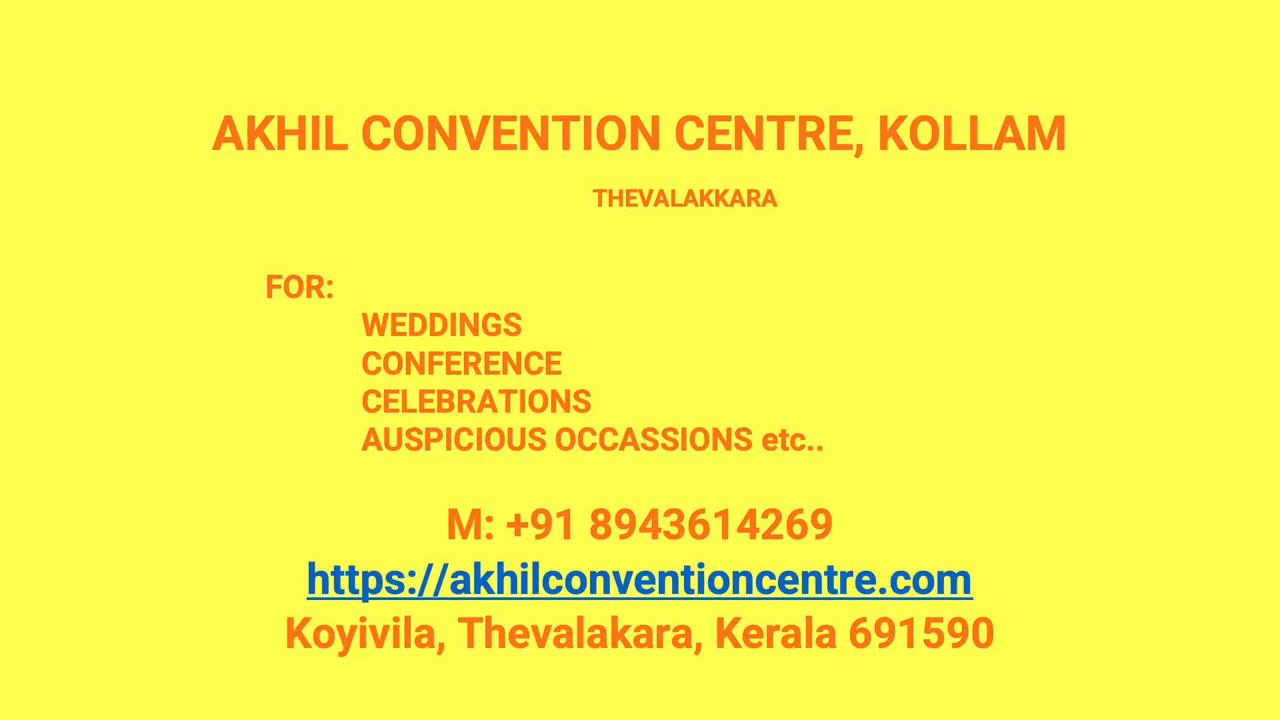 AKHIL CONVENTION CENTRE, KOLLAM
THEVALAKKARA
FOR:
WEDDINGS
CONFERENCE
CELEBRATIONS
AUSPICIOUS OCCASSIONS etc..
M: +91 8943614269
https://akhilconventioncentre.com
Koyivila, Thevalakara, Kerala 691590